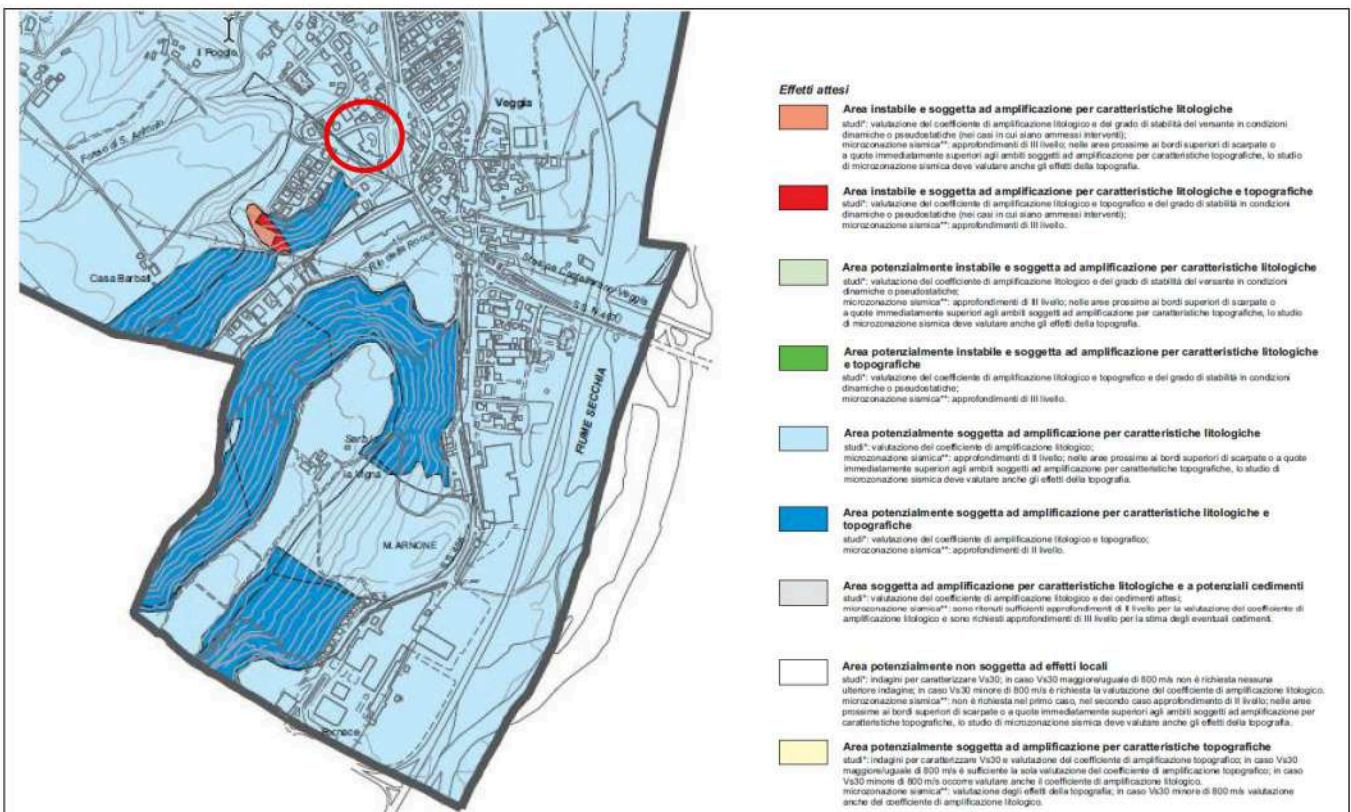 Il Poggio
Veggia
Fosso di S. Antonio
Casa Barbati
Rio delle Rocche
Stazione Castellarano-Veggia
FIUME SECCHIA
la Vigna
M. ARNONE
S.S. 486
Fornace
Effetti attesi
Area instabile e soggetta ad amplificazione per caratteristiche litologiche
studi*: valutazione del coefficiente di amplificazione litologico e del grado di stabilità del versante in condizioni
dinamiche o pseudostatiche (nei casi in cui siano ammessi interventi);
microzonazione sismica**: approfondimenti di III livello; nelle aree prossime ai bordi superiori di scarpate o
a quote immediatamente superiori agli ambiti soggetti ad amplificazione per caratteristiche topografiche, lo studio
di microzonazione sismica deve valutare anche gli effetti della topografia.
Area instabile e soggetta ad amplificazione per caratteristiche litologiche e topografiche
studi*: valutazione del coefficiente di amplificazione litologico e topografico e del grado di stabilità in condizioni
dinamiche o pseudostatiche (nei casi in cui siano ammessi interventi);
microzonazione sismica**: approfondimenti di III livello.
Area potenzialmente instabile e soggetta ad amplificazione per caratteristiche litologiche
studi*: valutazione del coefficiente di amplificazione litologico e del grado di stabilità del versante in condizioni
dinamiche o pseudostatiche;
microzonazione sismica**: approfondimenti di III livello; nelle aree prossime ai bordi superiori di scarpate o
a quote immediatamente superiori agli ambiti soggetti ad amplificazione per caratteristiche topografiche, lo studio
di microzonazione sismica deve valutare anche gli effetti della topografia.
Area potenzialmente instabile e soggetta ad amplificazione per caratteristiche litologiche
e topografiche
studi*: valutazione del coefficiente di amplificazione litologico e topografico e del grado di stabilità in condizioni
dinamiche o pseudostatiche;
microzonazione sismica**: approfondimenti di III livello.
Area potenzialmente soggetta ad amplificazione per caratteristiche litologiche
studi*: valutazione del coefficiente di amplificazione litologico;
microzonazione sismica**: approfondimenti di II livello; nelle aree prossime ai bordi superiori di scarpate o a quote
immediatamente superiori agli ambiti soggetti ad amplificazione per caratteristiche topografiche, lo studio di
microzonazione sismica deve valutare anche gli effetti della topografia.
Area potenzialmente soggetta ad amplificazione per caratteristiche litologiche e
topografiche
studi*: valutazione del coefficiente di amplificazione litologico e topografico;
microzonazione sismica**: approfondimenti di II livello.
Area soggetta ad amplificazione per caratteristiche litologiche e a potenziali cedimenti
studi*: valutazione del coefficiente di amplificazione litologico e dei cedimenti attesi;
microzonazione sismica**: sono ritenuti sufficienti approfondimenti di II livello per la valutazione del coefficiente di
amplificazione litologico e sono richiesti approfondimenti di III livello per la stima degli eventuali cedimenti.
Area potenzialmente non soggetta ad effetti locali
studi*: indagini per caratterizzare Vs30; in caso Vs30 maggiore/uguale di 800 m/s non è richiesta nessuna
ulteriore indagine; in caso Vs30 minore di 800 m/s è richiesta la valutazione del coefficiente di amplificazione litologico.
microzonazione sismica**: non è richiesta nel primo caso, nel secondo caso approfondimento di II livello; nelle aree
prossime ai bordi superiori di scarpate o a quote immediatamente superiori agli ambiti soggetti ad amplificazione per
caratteristiche topografiche, lo studio di microzonazione sismica deve valutare anche gli effetti della topografia.
Area potenzialmente soggetta ad amplificazione per caratteristiche topografiche
studi*: indagini per caratterizzare Vs30 e valutazione del coefficiente di amplificazione topografico; in caso Vs30
maggiore/uguale di 800 m/s è sufficiente la sola valutazione del coefficiente di amplificazione topografico; in caso
Vs30 minore di 800 m/s occorre valutare anche il coefficiente di amplificazione litologico.
microzonazione sismica**: valutazione degli effetti della topografia; in caso Vs30 minore di 800 m/s valutazione
anche del coefficiente di amplificazione litologico.